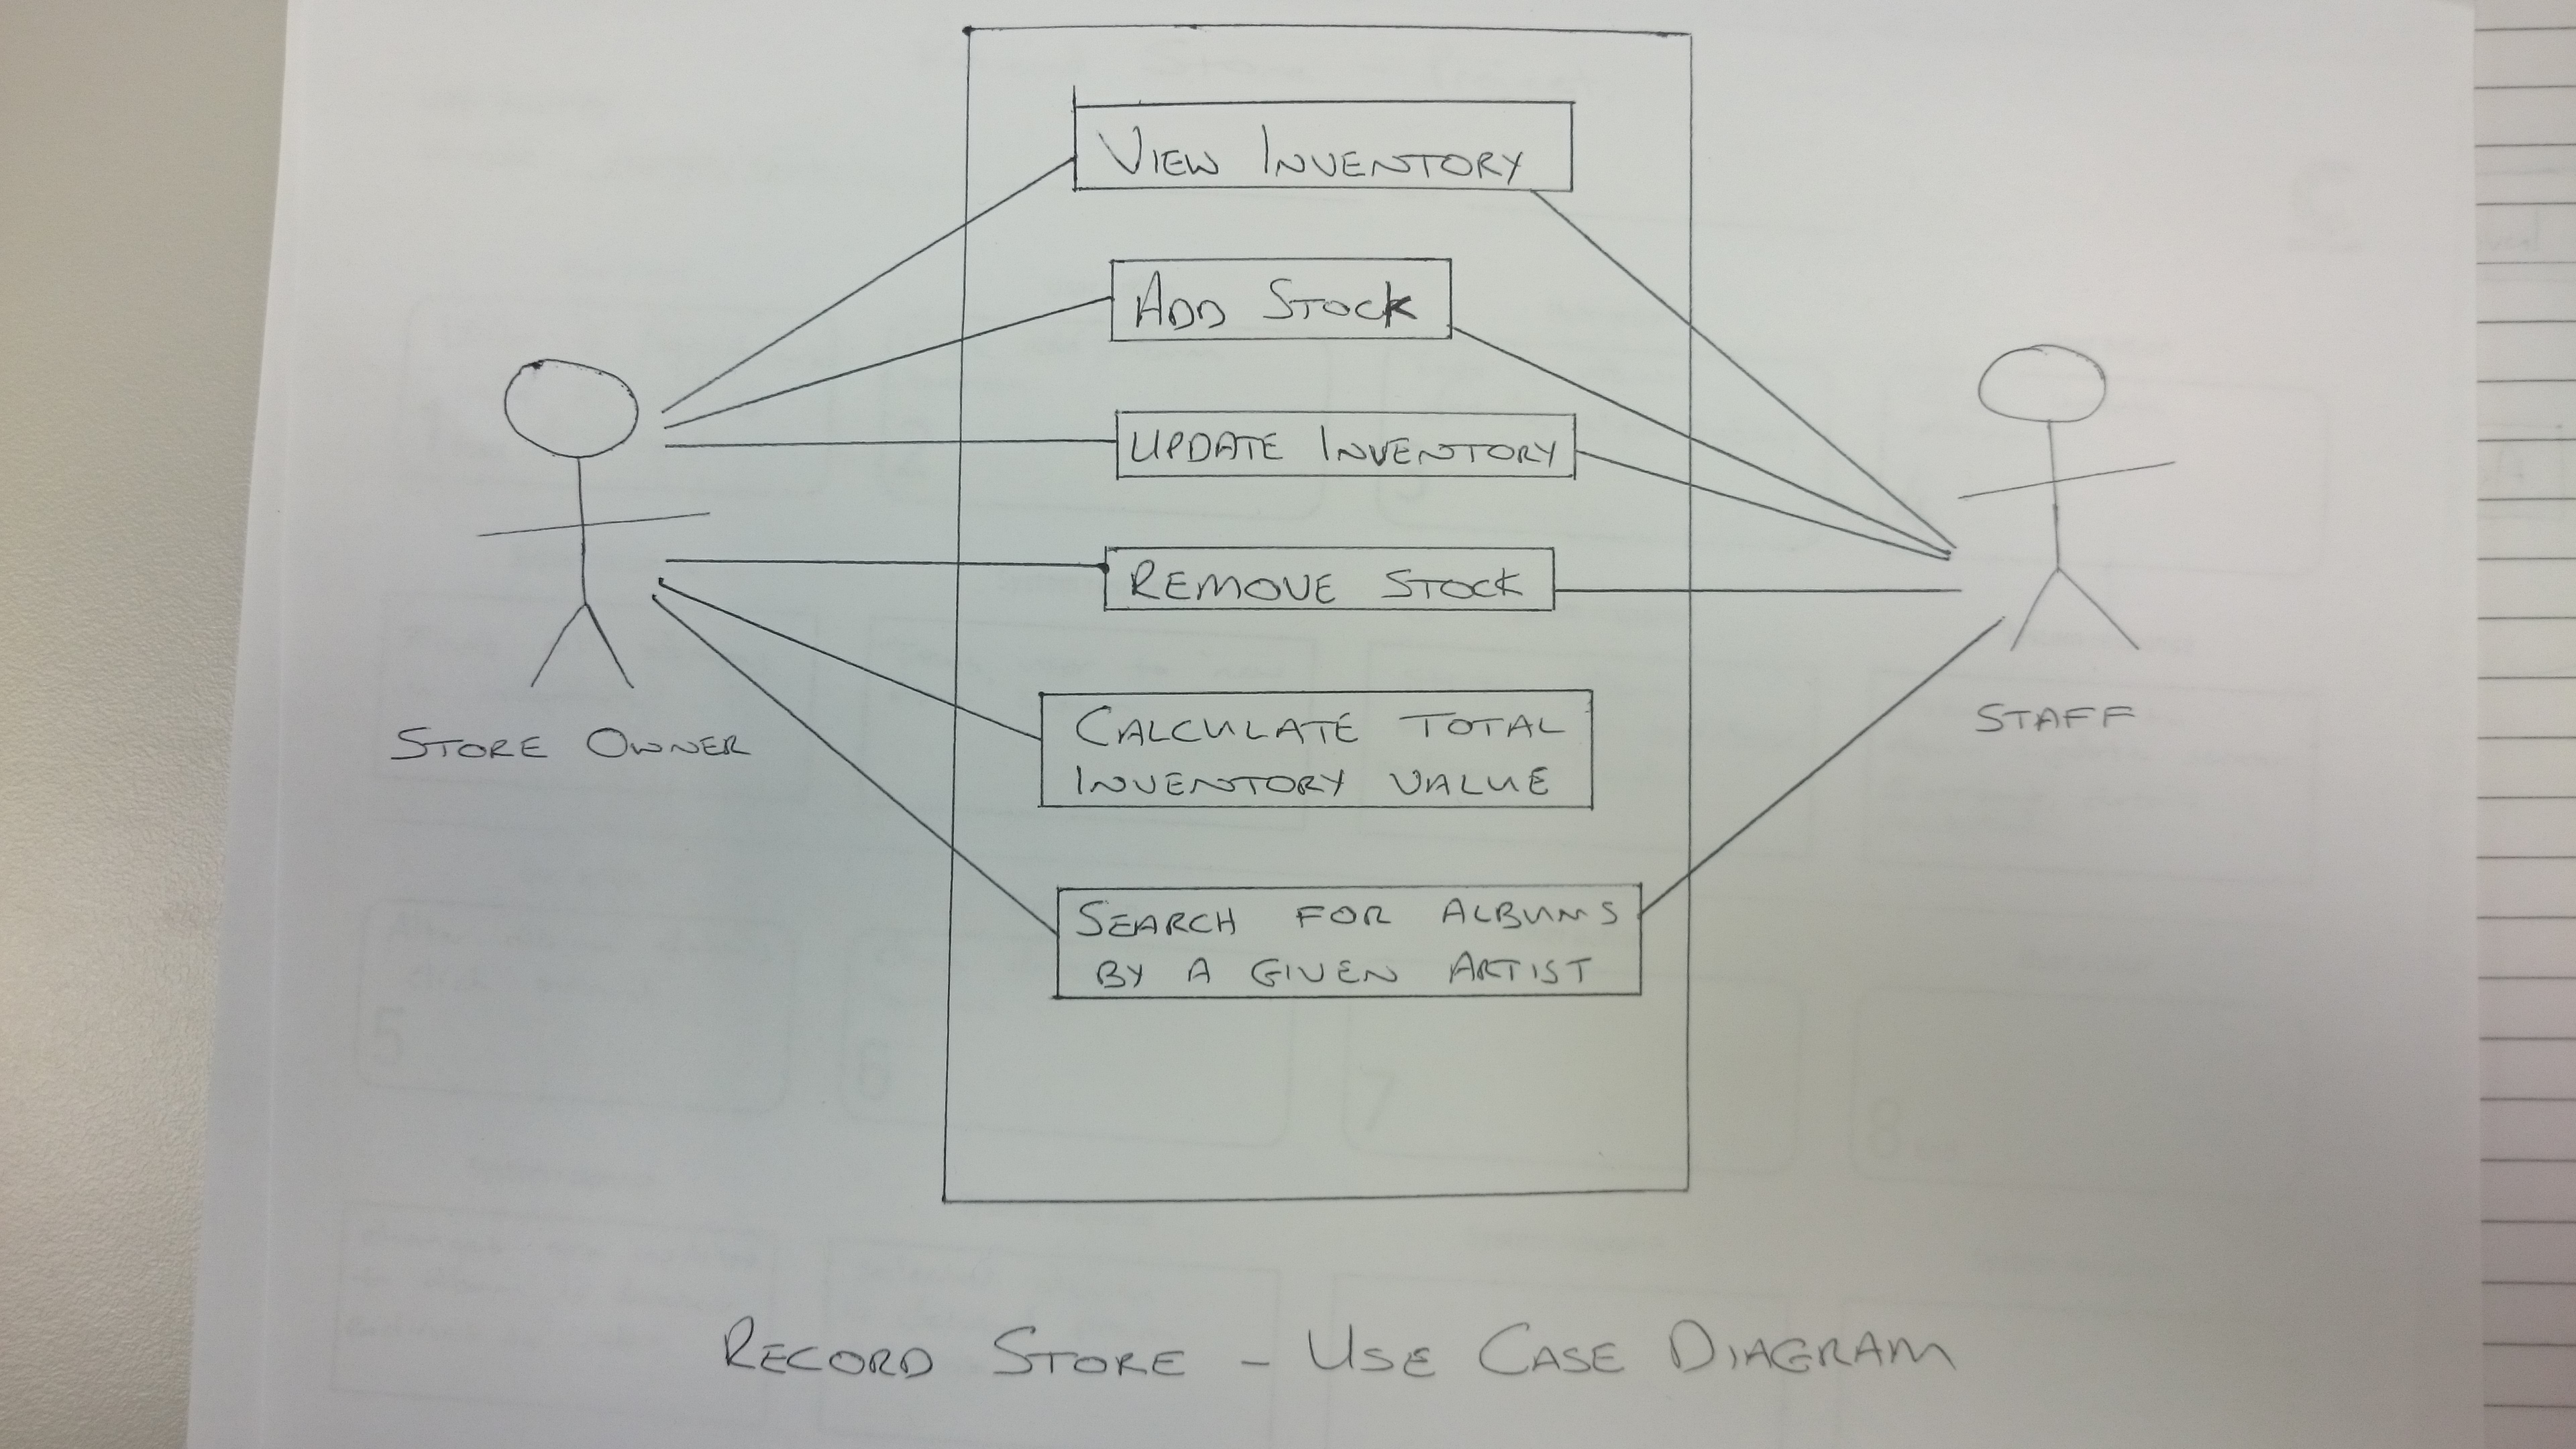 VIEW INVENTORY
ADD STOCK
UPDATE INVENTORY
REMOVE STOCK
CALCULATE TOTAL
INVENTORY VALUE
SEARCH FOR ALBUMS
BY A GIVEN ARTIST
STORE OWNER
STAFF
RECORD STORE - USE CASE DIAGRAM